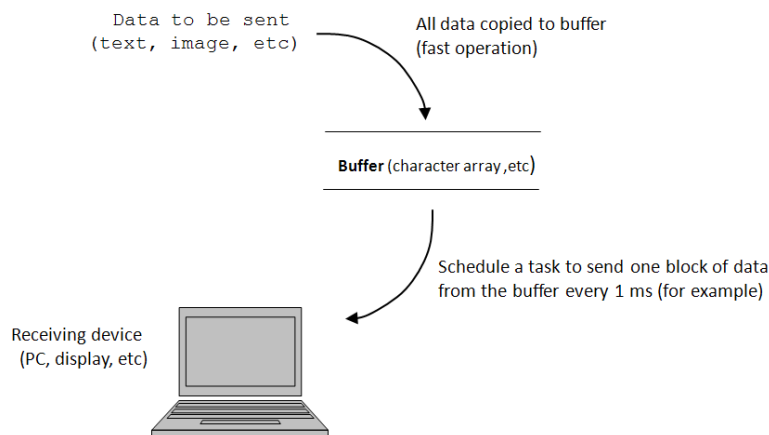 Data to be sent
(text, image, etc)
All data copied to buffer
(fast operation)
Buffer (character array ,etc)
Schedule a task to send one block of data
from the buffer every 1 ms (for example)
Receiving device
(PC, display, etc)